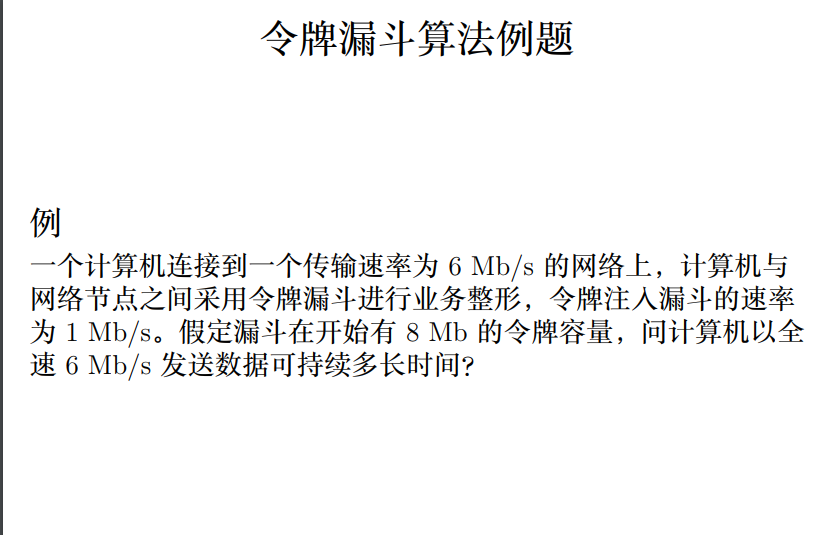 令牌漏斗算法例题
例
一个计算机连接到一个传输速率为 6 Mb/s 的网络上，计算机与
网络节点之间采用令牌漏斗进行业务整形，令牌注入漏斗的速率
为 1 Mb/s。假定漏斗在开始有 8 Mb 的令牌容量，问计算机以全
速 6 Mb/s 发送数据可持续多长时间?